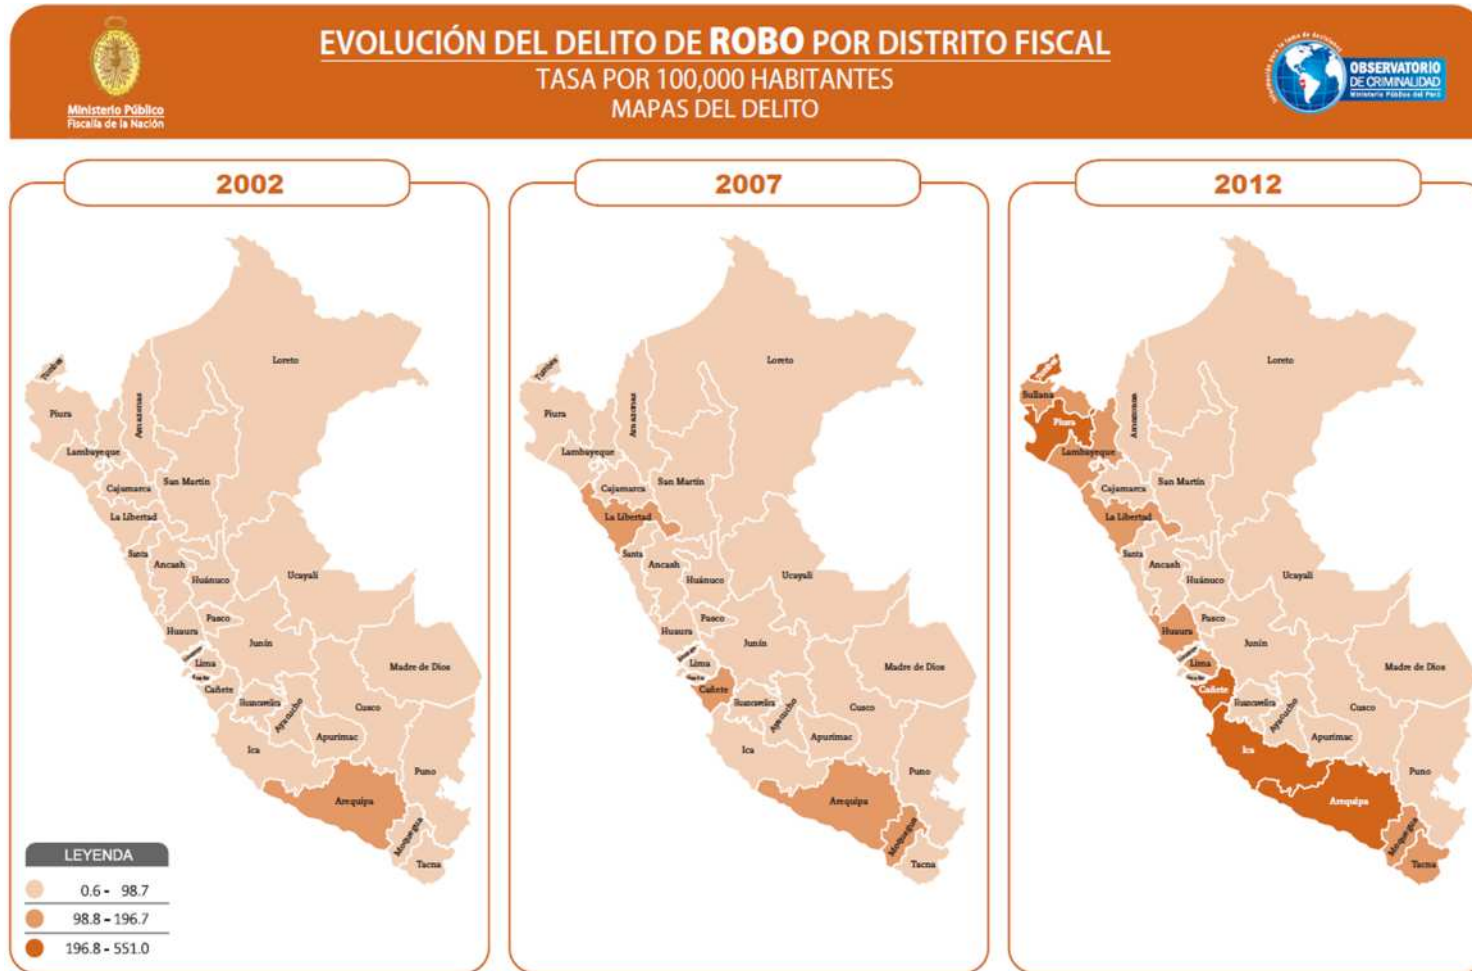 EVOLUCIÓN DEL DELITO DE ROBO POR DISTRITO FISCAL
TASA POR 100,000 HABITANTES
MAPAS DEL DELITO
Ministerio Público
Fiscalía de la Nación
OBSERVATORIO
DE CRIMINALIDAD
Ministerio Público del Perú
2002
Loreto
Tumbes
Piura
Amazonas
Lambayeque
Cajamarca
San Martín
La Libertad
Santa
Ancash
Huánuco
Ucayali
Pasco
Huaura
Junín
Lima
Madre de Dios
Cañete
Ayacucho
Cusco
Apurímac
Ica
Puno
Arequipa
Moquegua
Tacna
LEYENDA
0.6 - 98.7
98.8 - 196.7
196.8 - 551.0
2007
Loreto
Tumbes
Piura
Amazonas
Lambayeque
Cajamarca
San Martín
La Libertad
Santa
Ancash
Huánuco
Ucayali
Pasco
Huaura
Junín
Lima
Madre de Dios
Cañete
Ayacucho
Cusco
Apurímac
Ica
Puno
Arequipa
Moquegua
Tacna
2012
Loreto
Sullana
Piura
Amazonas
Lambayeque
Cajamarca
San Martín
La Libertad
Santa
Ancash
Huánuco
Ucayali
Pasco
Huaura
Junín
Lima
Madre de Dios
Cañete
Ayacucho
Cusco
Apurímac
Ica
Puno
Arequipa
Moquegua
Tacna